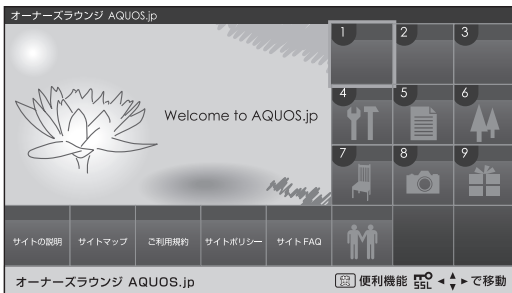 オーナーズラウンジ AQUOS.jp
Welcome to AQUOS.jp
1 2 3
4 5 6
7 8 9
サイトの説明 サイトマップ ご利用規約 サイトポリシー サイト FAQ
オーナーズラウンジ AQUOS.jp 便利機能 SSL ◀▲▼▶で移動